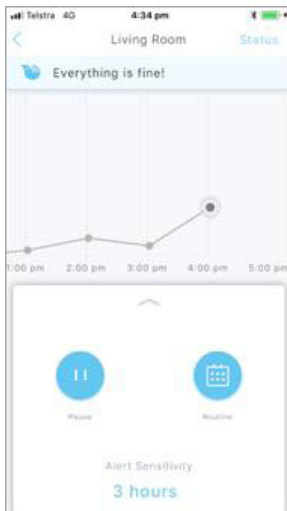 Telstra 4G 4:34 pm
Living Room Status
Everything is fine!
1:00 pm 2:00 pm 3:00 pm 4:00 pm 5:00 pm
Pause Routine
Alert Sensitivity
3 hours